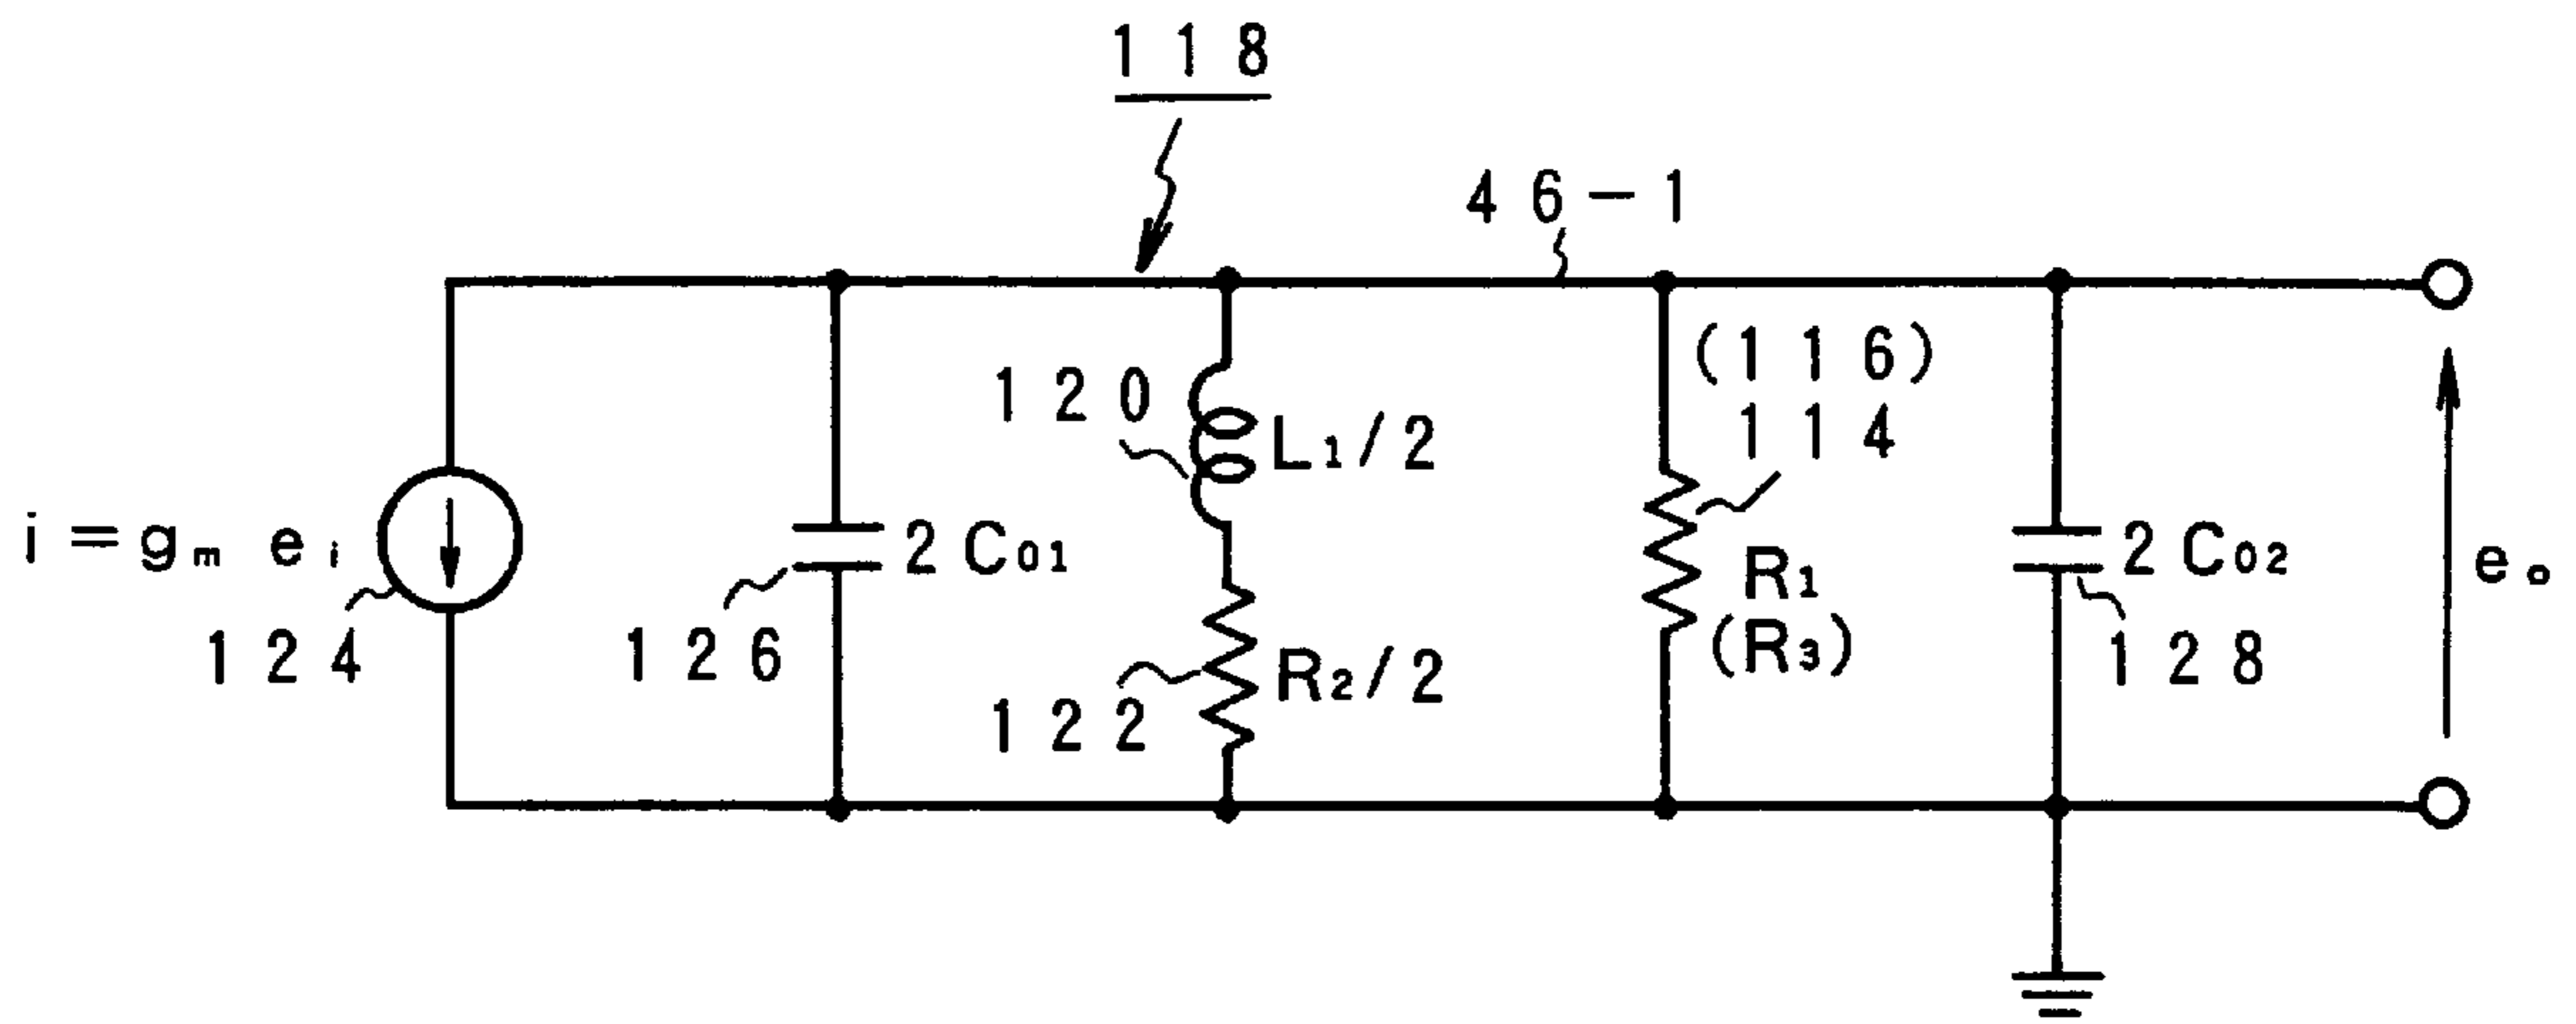 118
46-1
(116)
114
120
L₁/2
i=gₘ eᵢ
124
2C₀₁
126
R₁
(R₃)
2C₀₂
128
eₒ
R₂/2
122